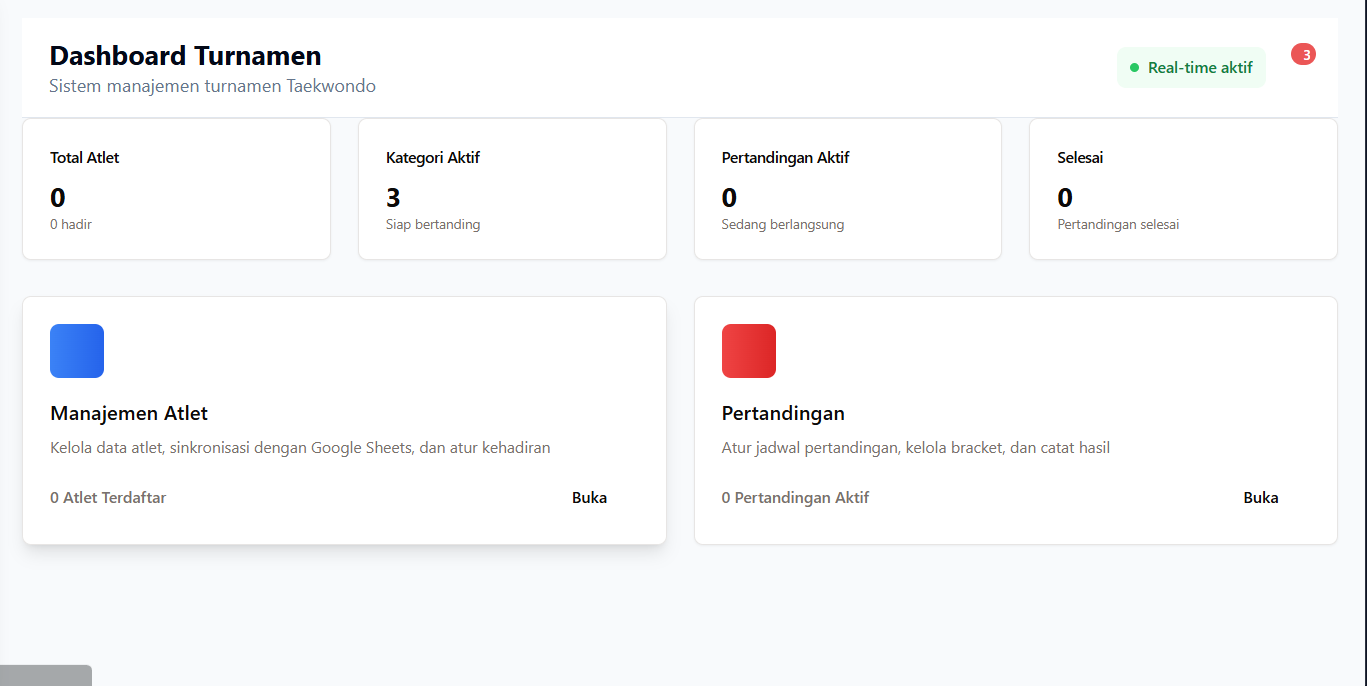 Dashboard Turnamen
Sistem manajemen turnamen Taekwondo
Real-time aktif
3
Total Atlet
0
0 hadir
Kategori Aktif
3
Siap bertanding
Pertandingan Aktif
0
Sedang berlangsung
Selesai
0
Pertandingan selesai
Manajemen Atlet
Kelola data atlet, sinkronisasi dengan Google Sheets, dan atur kehadiran
0 Atlet Terdaftar
Buka
Pertandingan
Atur jadwal pertandingan, kelola bracket, dan catat hasil
0 Pertandingan Aktif
Buka